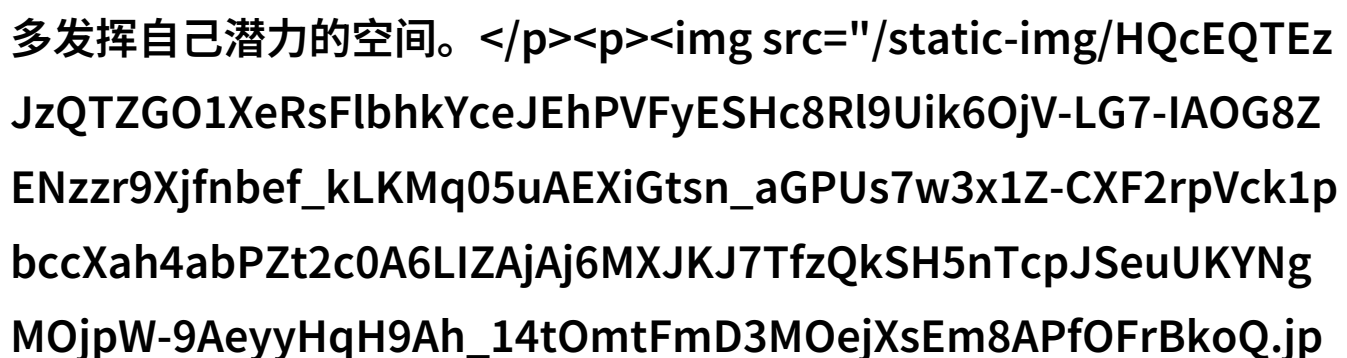 多发挥自己潜力的空间。</p><p><img src="/static-img/HQcEQTEz
JzQTZGO1XeRsFlbhkYceJEhPVFyESHc8Rl9Uik6OjV-LG7-IAOG8Z
ENzzr9Xjfnbef_kLKMq05uAEXiGtsn_aGPUs7w3x1Z-CXF2rpVck1p
bccXah4abPZt2c0A6LIZAjAj6MXJKJ7TfzQkSH5nTcpJSeuUKYNg
MOjpW-9AeyyHqH9Ah_14tOmtFmD3MOejXsEm8APfOFrBkoQ.jp